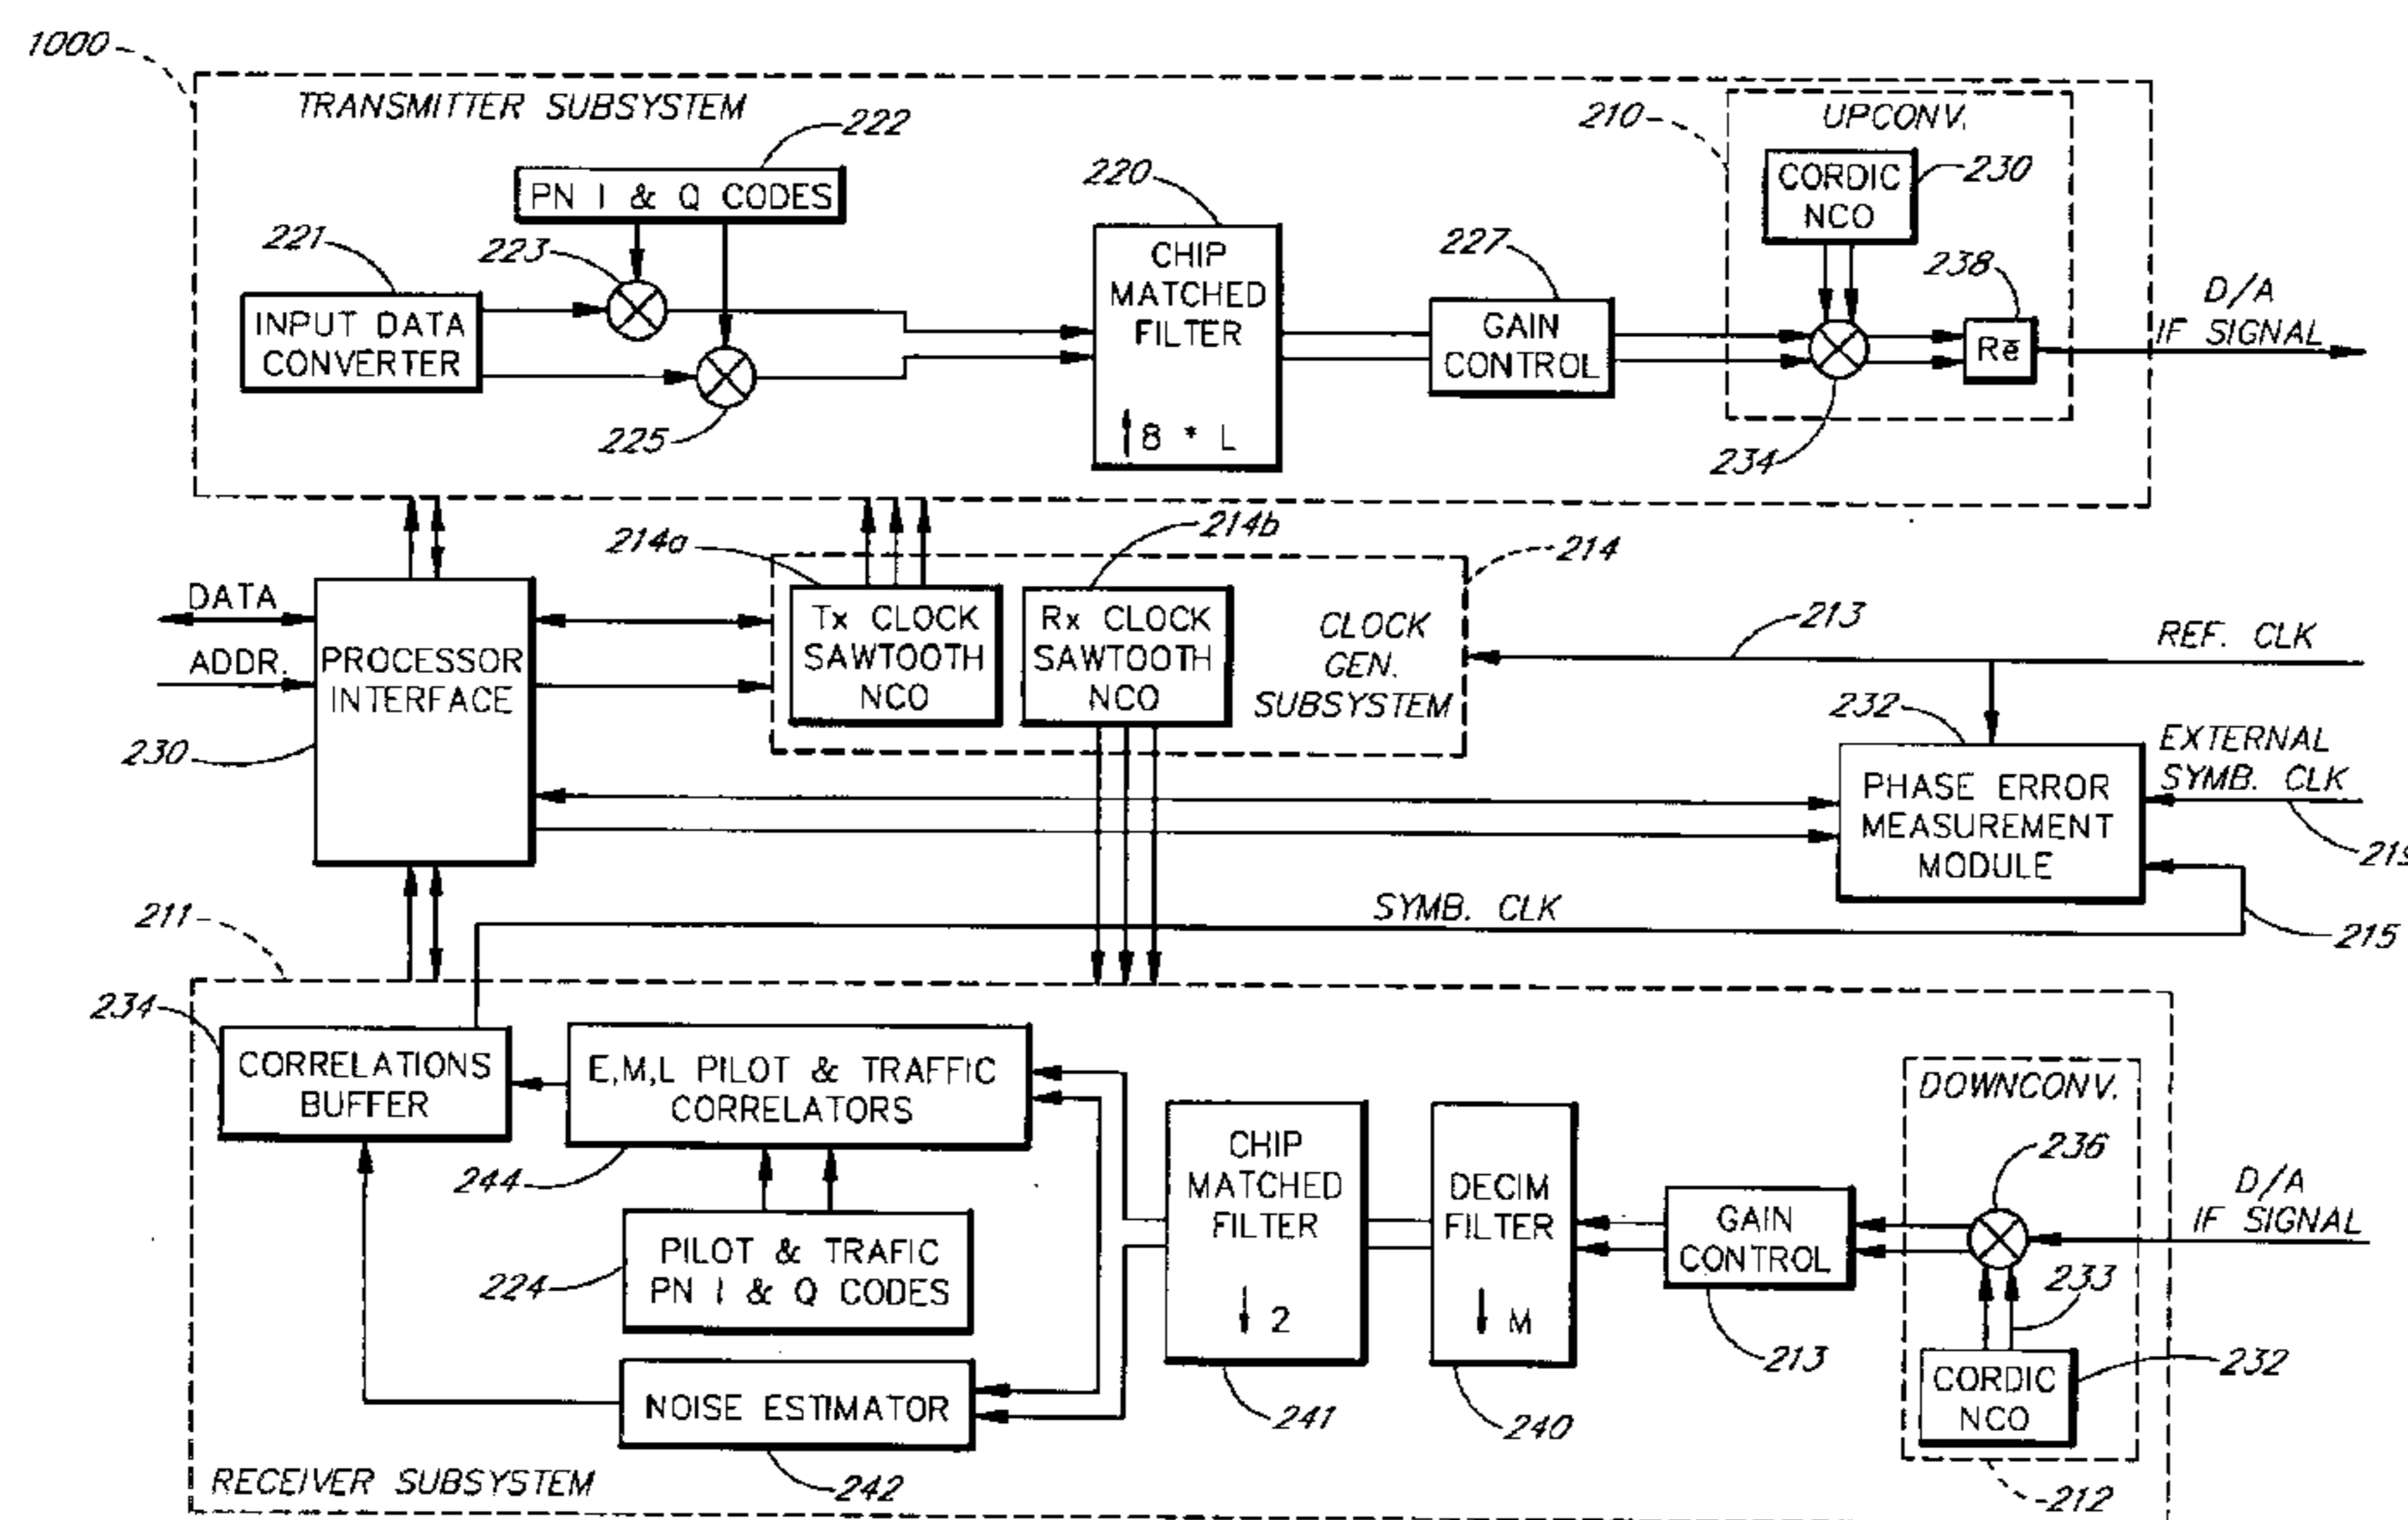 1000
TRANSMITTER SUBSYSTEM
222
PN I & Q CODES
221
223
INPUT DATA
CONVERTER
225
220
CHIP
MATCHED
FILTER
8 * L
227
GAIN
CONTROL
210
UPCONV.
CORDIC
NCO
230
238
Re
234
D/A
IF SIGNAL
214a
214b
214
DATA
ADDR.
PROCESSOR
INTERFACE
230
Tx CLOCK
SAWTOOTH
NCO
Rx CLOCK
SAWTOOTH
NCO
CLOCK
GEN.
SUBSYSTEM
213
REF. CLK
232
EXTERNAL
SYMB. CLK
PHASE ERROR
MEASUREMENT
MODULE
211
SYMB. CLK
215
234
CORRELATIONS
BUFFER
E,M,L PILOT & TRAFFIC
CORRELATORS
244
PILOT & TRAFIC
PN I & Q CODES
224
NOISE ESTIMATOR
242
CHIP
MATCHED
FILTER
2
241
DECIM
FILTER
M
240
GAIN
CONTROL
213
DOWNCONV.
236
D/A
IF SIGNAL
233
CORDIC
NCO
232
212
RECEIVER SUBSYSTEM